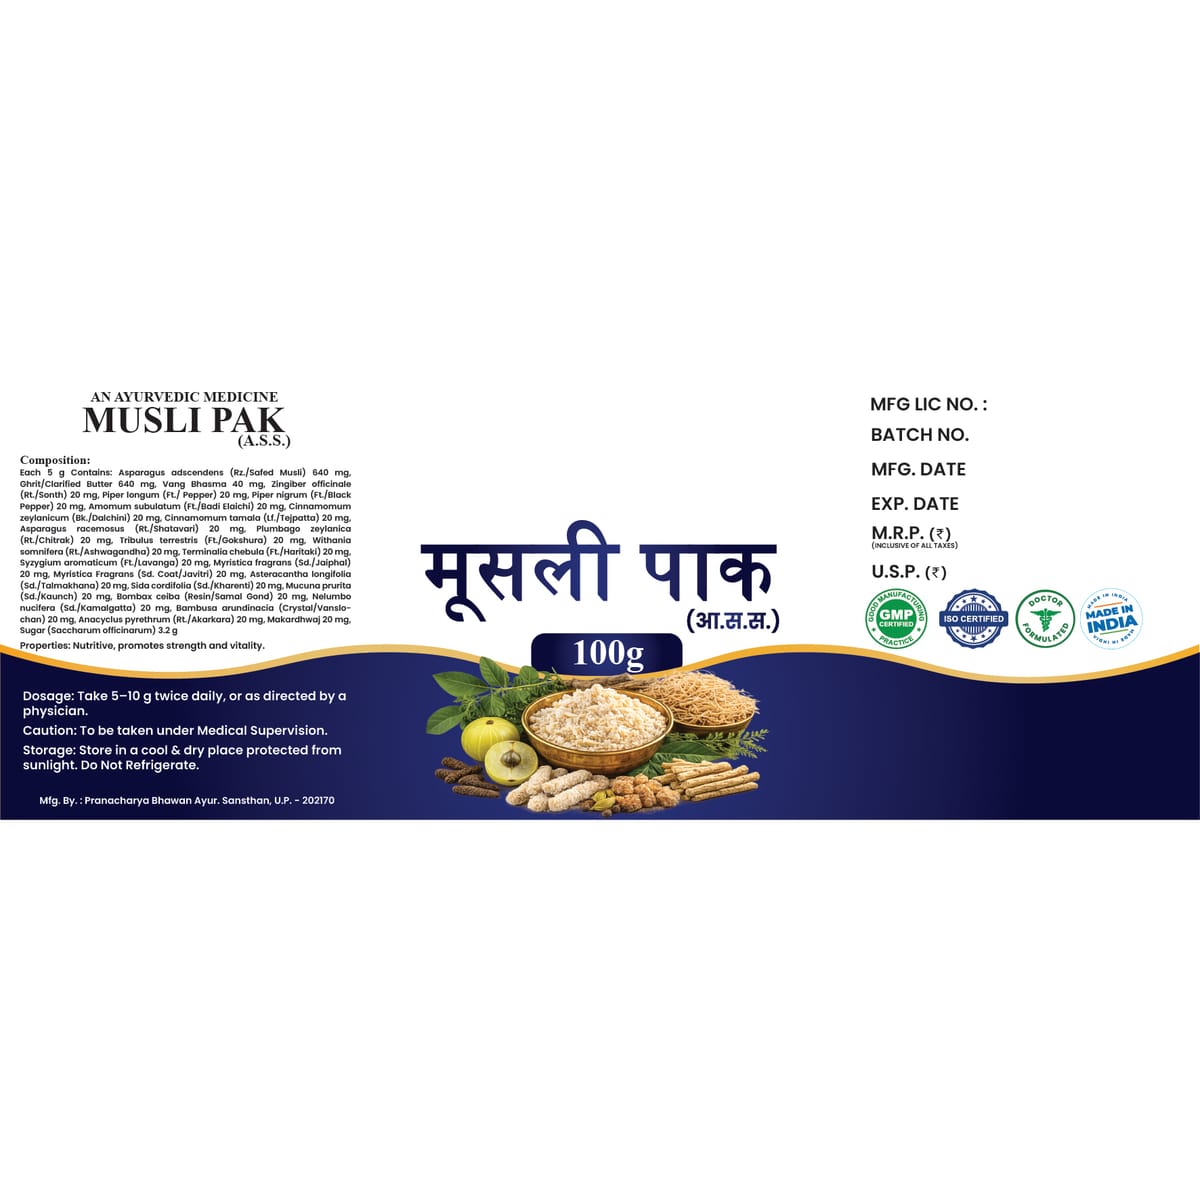 AN AYURVEDIC MEDICINE
MUSLI PAK
(A.S.S.)
Composition:
Each 5 g Contains: Asparagus adscendens (Rz./Safed Musli) 640 mg,
Ghrit/Clarified Butter 640 mg, Vang Bhasma 40 mg, Zingiber officinale
(Rt./Sonth) 20 mg, Piper longum (Ft./ Pepper) 20 mg, Piper nigrum (Ft./Black
Pepper) 20 mg, Amomum subulatum (Ft./Badi Elaichi) 20 mg, Cinnamomum
zeylanicum (Bk./Dalchini) 20 mg, Cinnamomum tamala (Lf./Tejpatta) 20 mg,
Asparagus racemosus (Rt./Shatavari) 20 mg, Plumbago zeylanica
(Rt./Chitrak) 20 mg, Tribulus terrestris (Ft./Gokshura) 20 mg, Withania
somnifera (Rt./Ashwagandha) 20 mg, Terminalia chebula (Ft./Haritaki) 20 mg,
Syzygium aromaticum (Ft./Lavanga) 20 mg, Myristica fragrans (Sd./Jaiphal)
20 mg, Myristica Fragrans (Sd. Coat/Javitri) 20 mg, Asteracantha longifolia
(Sd./Talmakhana) 20 mg, Sida cordifolia (Sd./Kharenti) 20 mg, Mucuna prurita
(Sd./Kaunch) 20 mg, Bombax ceiba (Resin/Samal Gond) 20 mg, Nelumbo
nucifera (Sd./Kamalgatta) 20 mg, Bambusa arundinacia (Crystal/Vanslo-
chan) 20 mg, Anacyclus pyrethrum (Rt./Akarkara) 20 mg, Makardhwaj 20 mg,
Sugar (Saccharum officinarum) 3.2 g
Properties: Nutritive, promotes strength and vitality.
Dosage: Take 5–10 g twice daily, or as directed by a
physician.
Caution: To be taken under Medical Supervision.
Storage: Store in a cool & dry place protected from
sunlight. Do Not Refrigerate.
Mfg. By. : Pranacharya Bhawan Ayur. Sansthan, U.P. - 202170
मूसली पाक
(आ.स.स.)
100g
MFG LIC NO. :
BATCH NO.
MFG. DATE
EXP. DATE
M.R.P. (₹)
(INCLUSIVE OF ALL TAXES)
U.S.P. (₹)
GOOD MANUFACTURING
GMP
CERTIFIED
PRACTICE
ISO CERTIFIED
DOCTOR
FORMULATED
MADE IN INDIA
MADE IN
INDIA
MADE IN INDIA